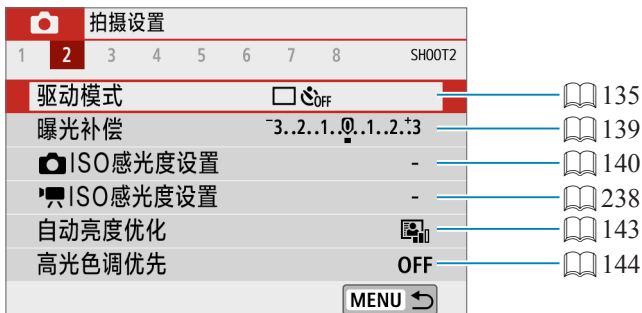 拍摄设置
1 2 3 4 5 6 7 8 SHOOT2
驱动模式 OFF 135
曝光补偿 -3..2..1..0..1..2.+3 139
ISO感光度设置 - 140
ISO感光度设置 - 238
自动亮度优化 143
高光色调优先 OFF 144
MENU